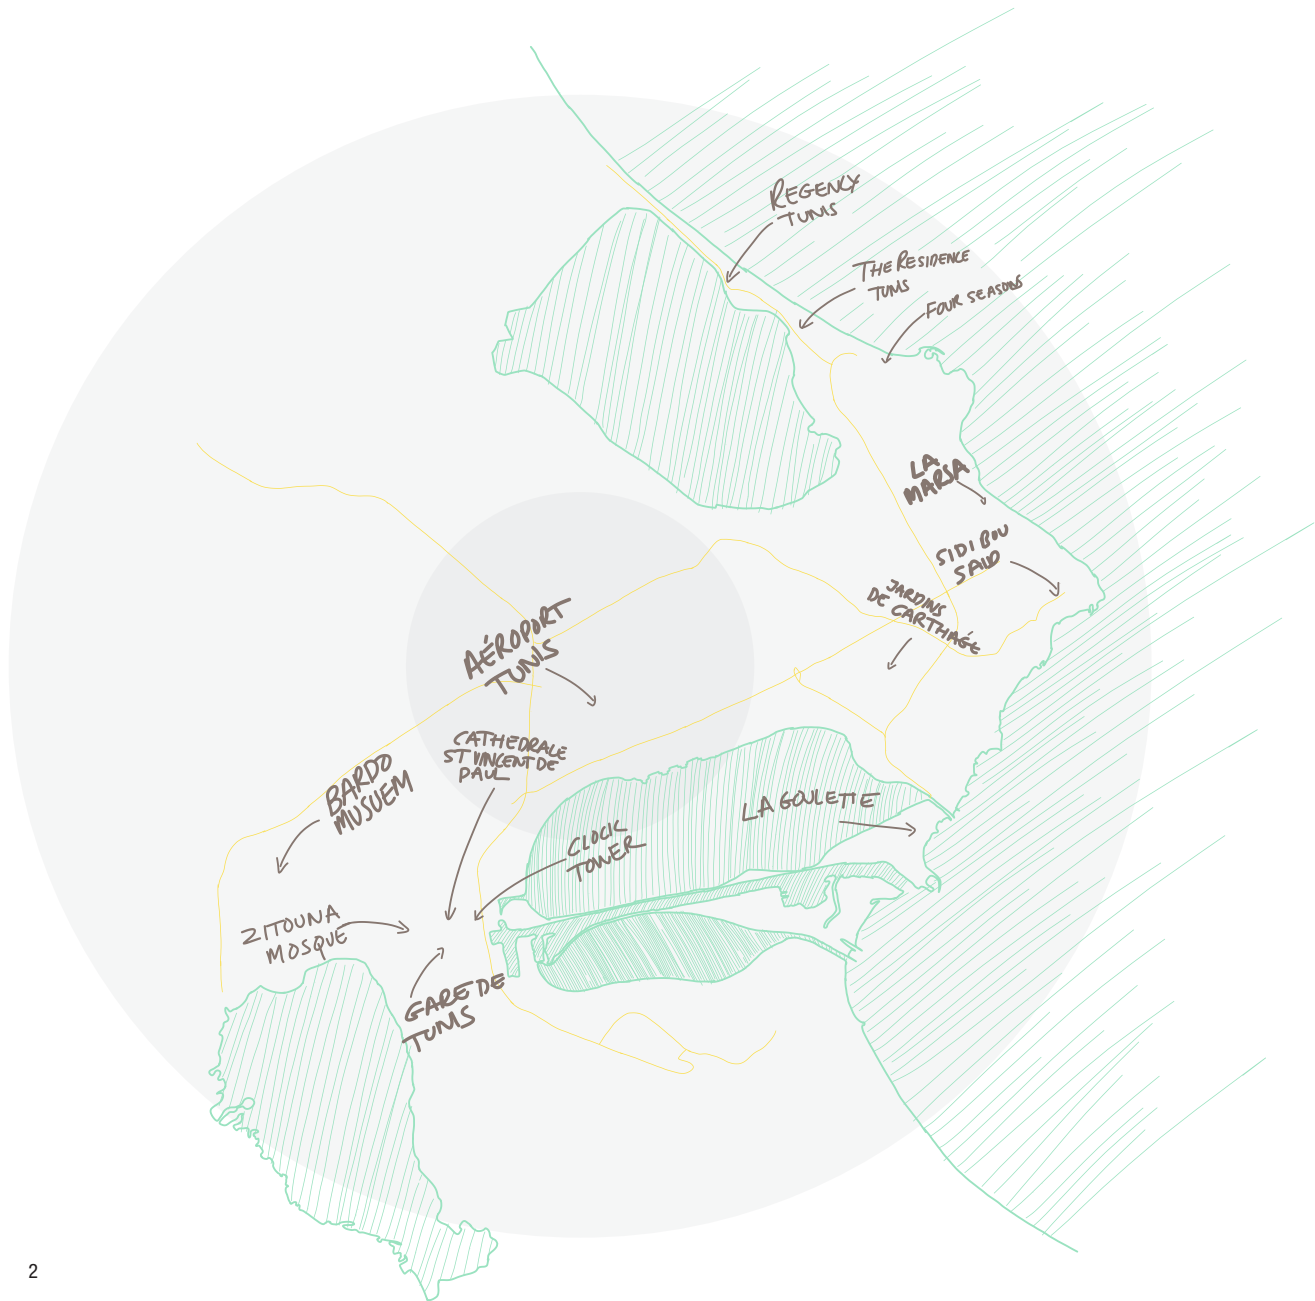 REGENCY
TUNIS
THE RESIDENCE
TUNIS
FOUR SEASONS
LA
MARSA
SIDI BOU
SAID
JARDINS
DE CARTHAGE
AÉROPORT
TUNIS
CATHEDRALE
ST VINCENT DE
PAUL
BARDO
MUSUEM
LA GOULETTE
CLOCK
TOWER
ZITOUNA
MOSQUE
GARE DE
TUNIS
2